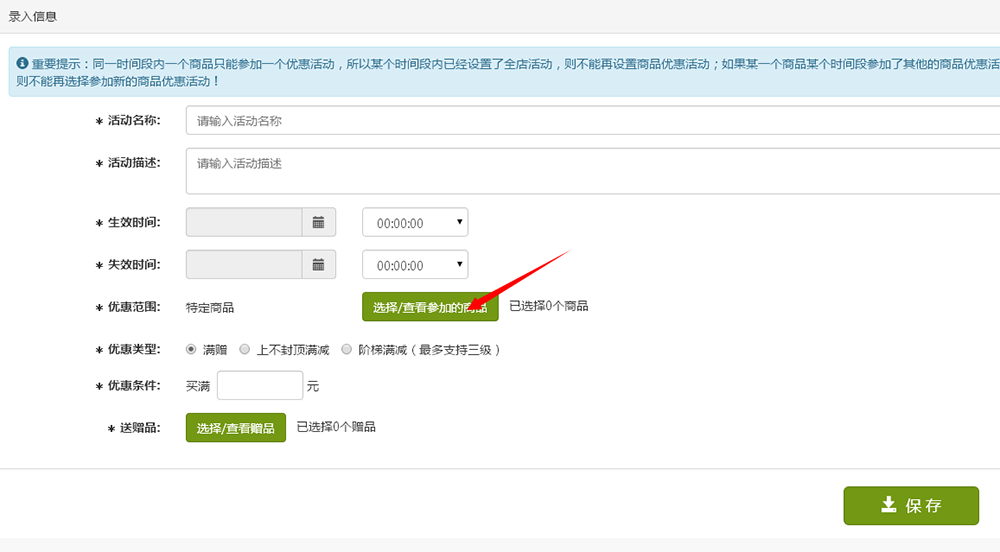 录入信息
重要提示：同一时间段内一个商品只能参加一个优惠活动，所以某个时间段内已经设置了全店活动，则不能再设置商品优惠活动；如果某一个商品某个时间段参加了其他的商品优惠活
则不能再选择参加新的商品优惠活动！
* 活动名称: 请输入活动名称
* 活动描述: 请输入活动描述
* 生效时间: 00:00:00
* 失效时间: 00:00:00
* 优惠范围: 特定商品 选择/查看参加的商品 已选择0个商品
* 优惠类型: 满赠 上不封顶满减 阶梯满减（最多支持三级）
* 优惠条件: 买满 元
* 送赠品: 选择/查看赠品 已选择0个赠品
保存